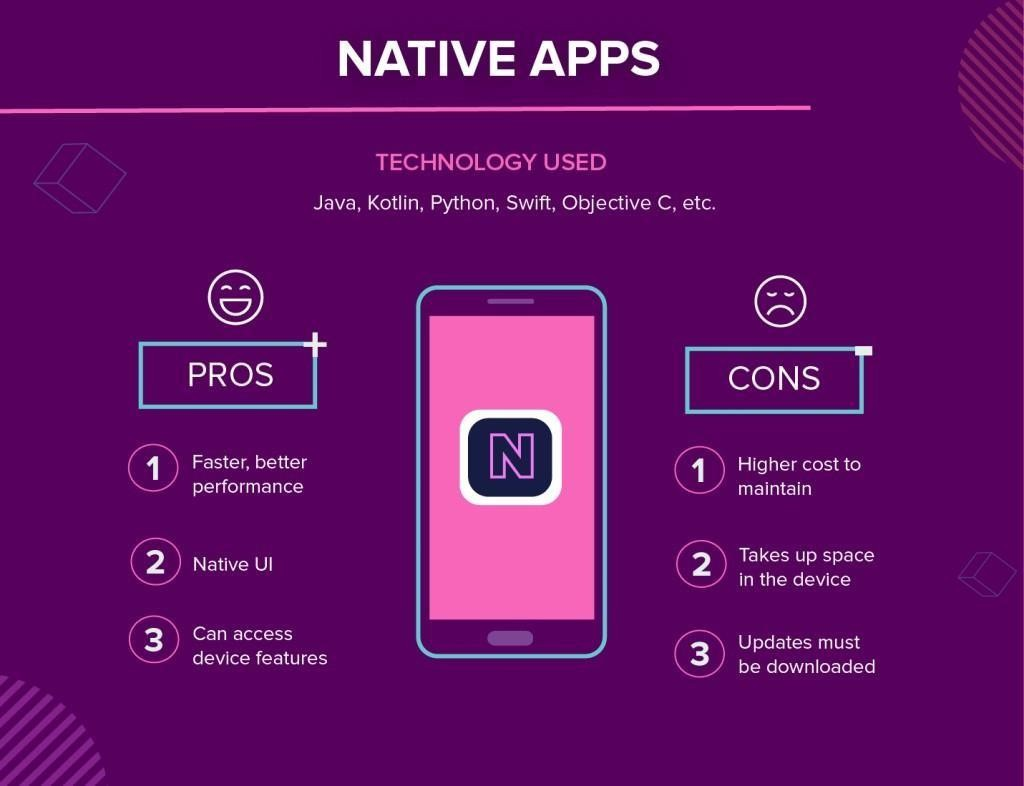 NATIVE APPS
TECHNOLOGY USED
Java, Kotlin, Python, Swift, Objective C, etc.
PROS
1 Faster, better
performance
2 Native UI
3 Can access
device features
N
CONS
1 Higher cost to
maintain
2 Takes up space
in the device
3 Updates must
be downloaded